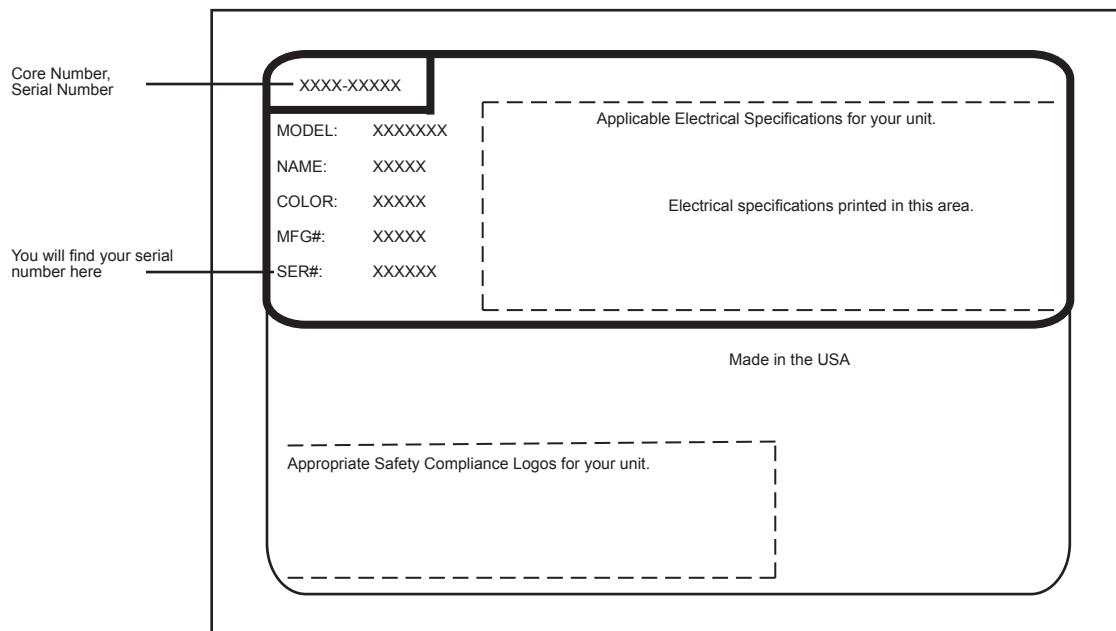 Core Number,
Serial Number
XXXX-XXXXX
MODEL: XXXXXXX
NAME: XXXXX
COLOR: XXXXX
MFG#: XXXXX
You will find your serial
number here
SER#: XXXXXX
Applicable Electrical Specifications for your unit.
Electrical specifications printed in this area.
Made in the USA
Appropriate Safety Compliance Logos for your unit.